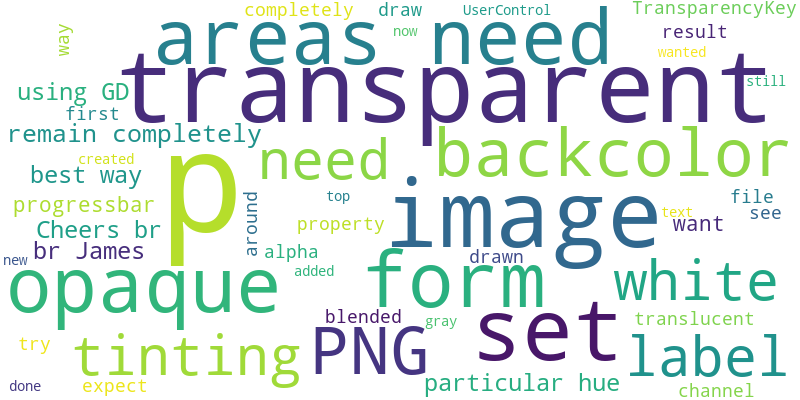 completely draw UserControl TransparencyKey
way areas need now result
wanted
transparent
using GD still
first
remain completely
created need backcolor
best way p
progressbar around top image file
Cheers br property text see
br James alpha drawn want
new opaque added form white
blended gray set translucent
try tinting PNG label
done expect particular hue channel